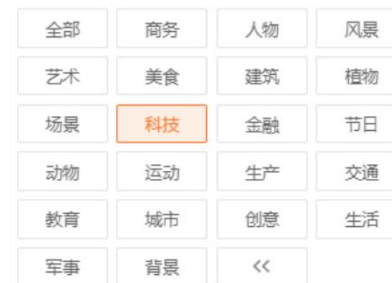 全部 商务 人物 风景
艺术 美食 建筑 植物
场景 科技 金融 节日
动物 运动 生产 交通
教育 城市 创意 生活
军事 背景 <<